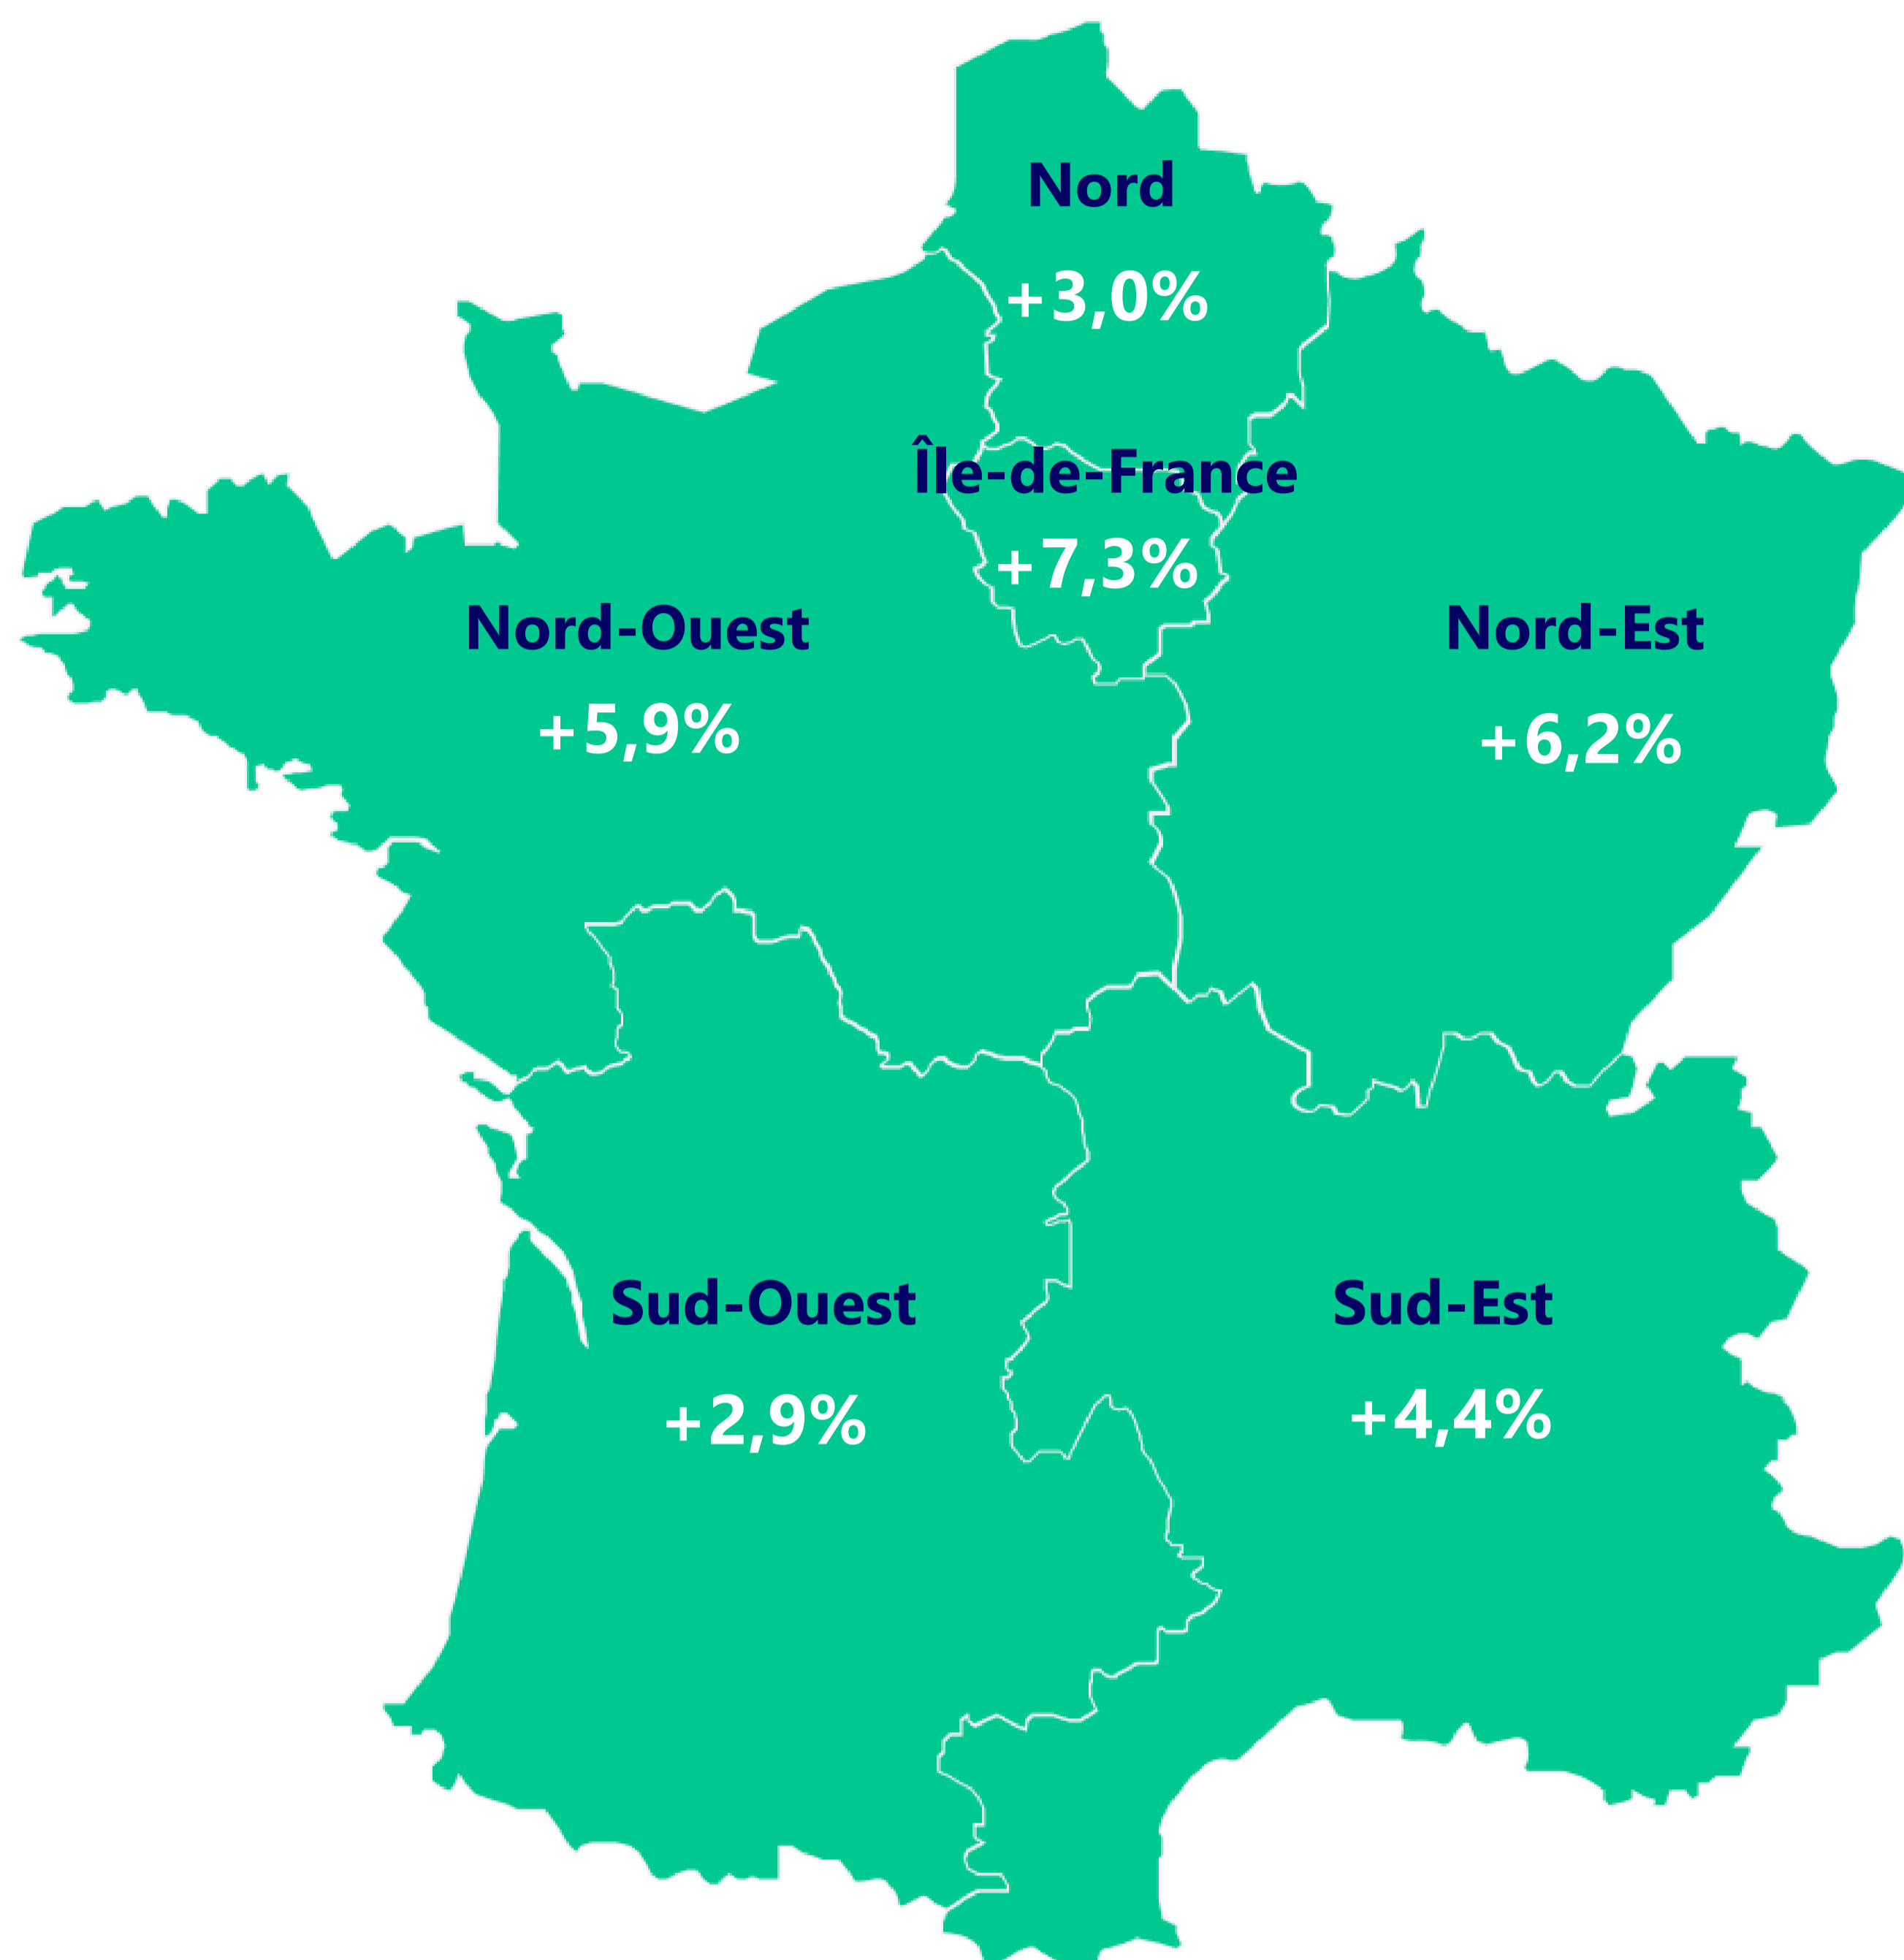 Nord
+3,0%
Île-de-France
+7,3%
Nord-Ouest
+5,9%
Nord-Est
+6,2%
Sud-Ouest
+2,9%
Sud-Est
+4,4%